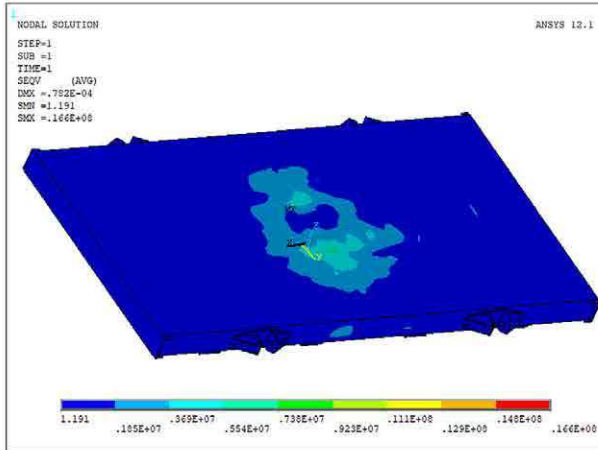 1
NODAL SOLUTION
ANSYS 12.1
STEP=1
SUB =1
TIME=1
SEQV (AVG)
DMX =.782E-04
SMN =1.191
SMX =.166E+08
Z
X
Y
1.191 .369E+07 .738E+07 .111E+08 .148E+08
.185E+07 .554E+07 .923E+07 .129E+08 .166E+08